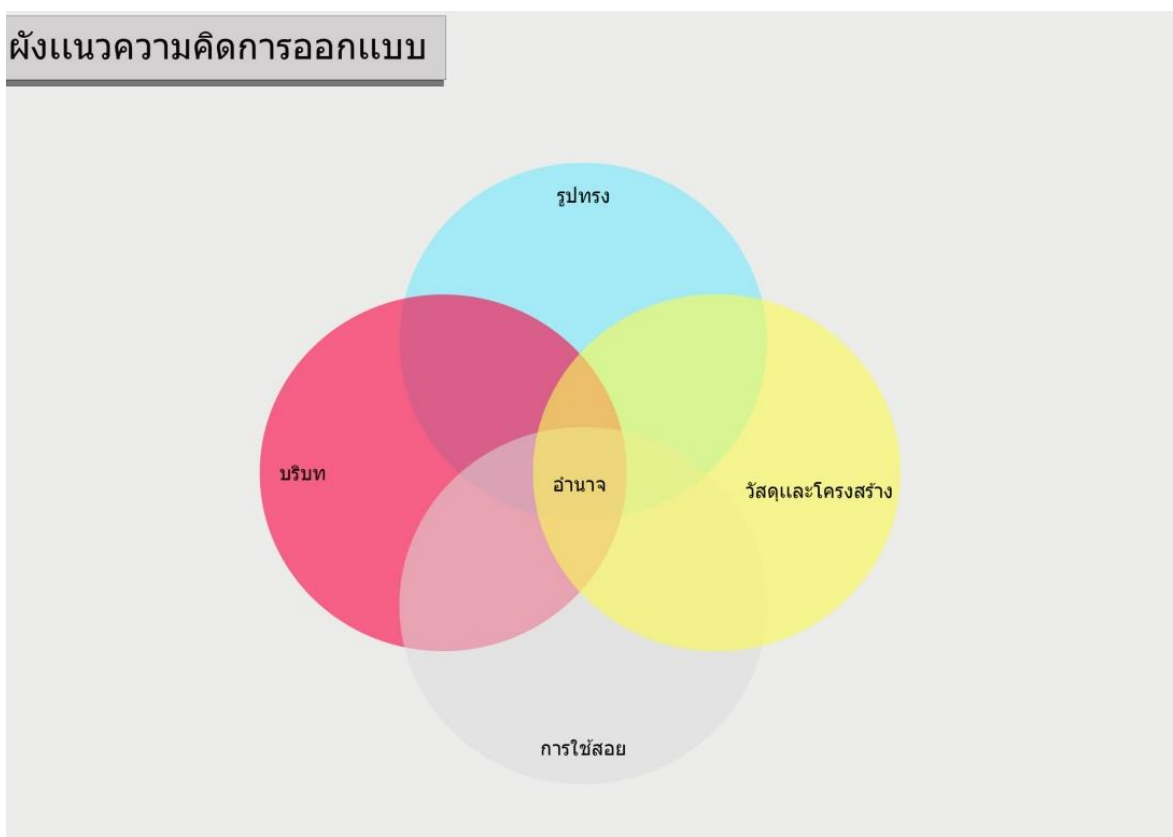 ผังแนวความคิดการออกแบบ
รูปทรง
บริบท
อำนาจ
วัสดุและโครงสร้าง
การใช้สอย